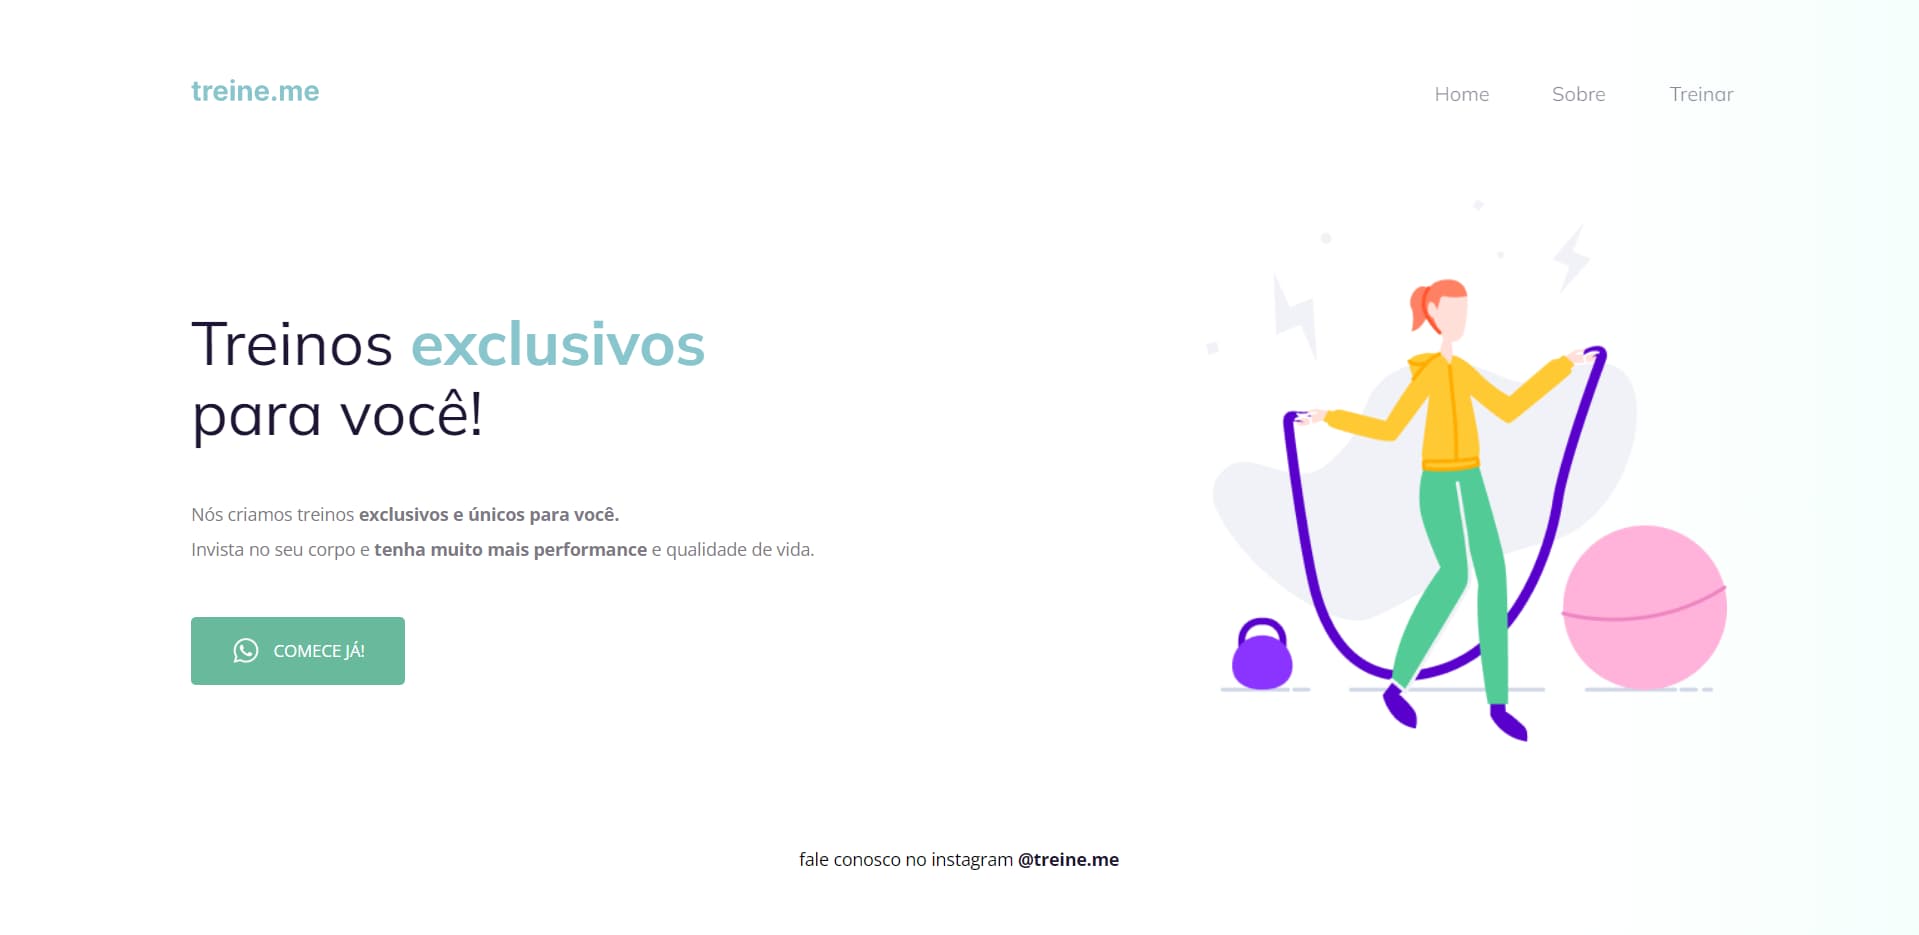 treine.me
Home
Sobre
Treinar
Treinos exclusivos
para você!
Nós criamos treinos exclusivos e únicos para você.
Invista no seu corpo e tenha muito mais performance e qualidade de vida.
COMECE JÁ!
fale conosco no instagram @treine.me